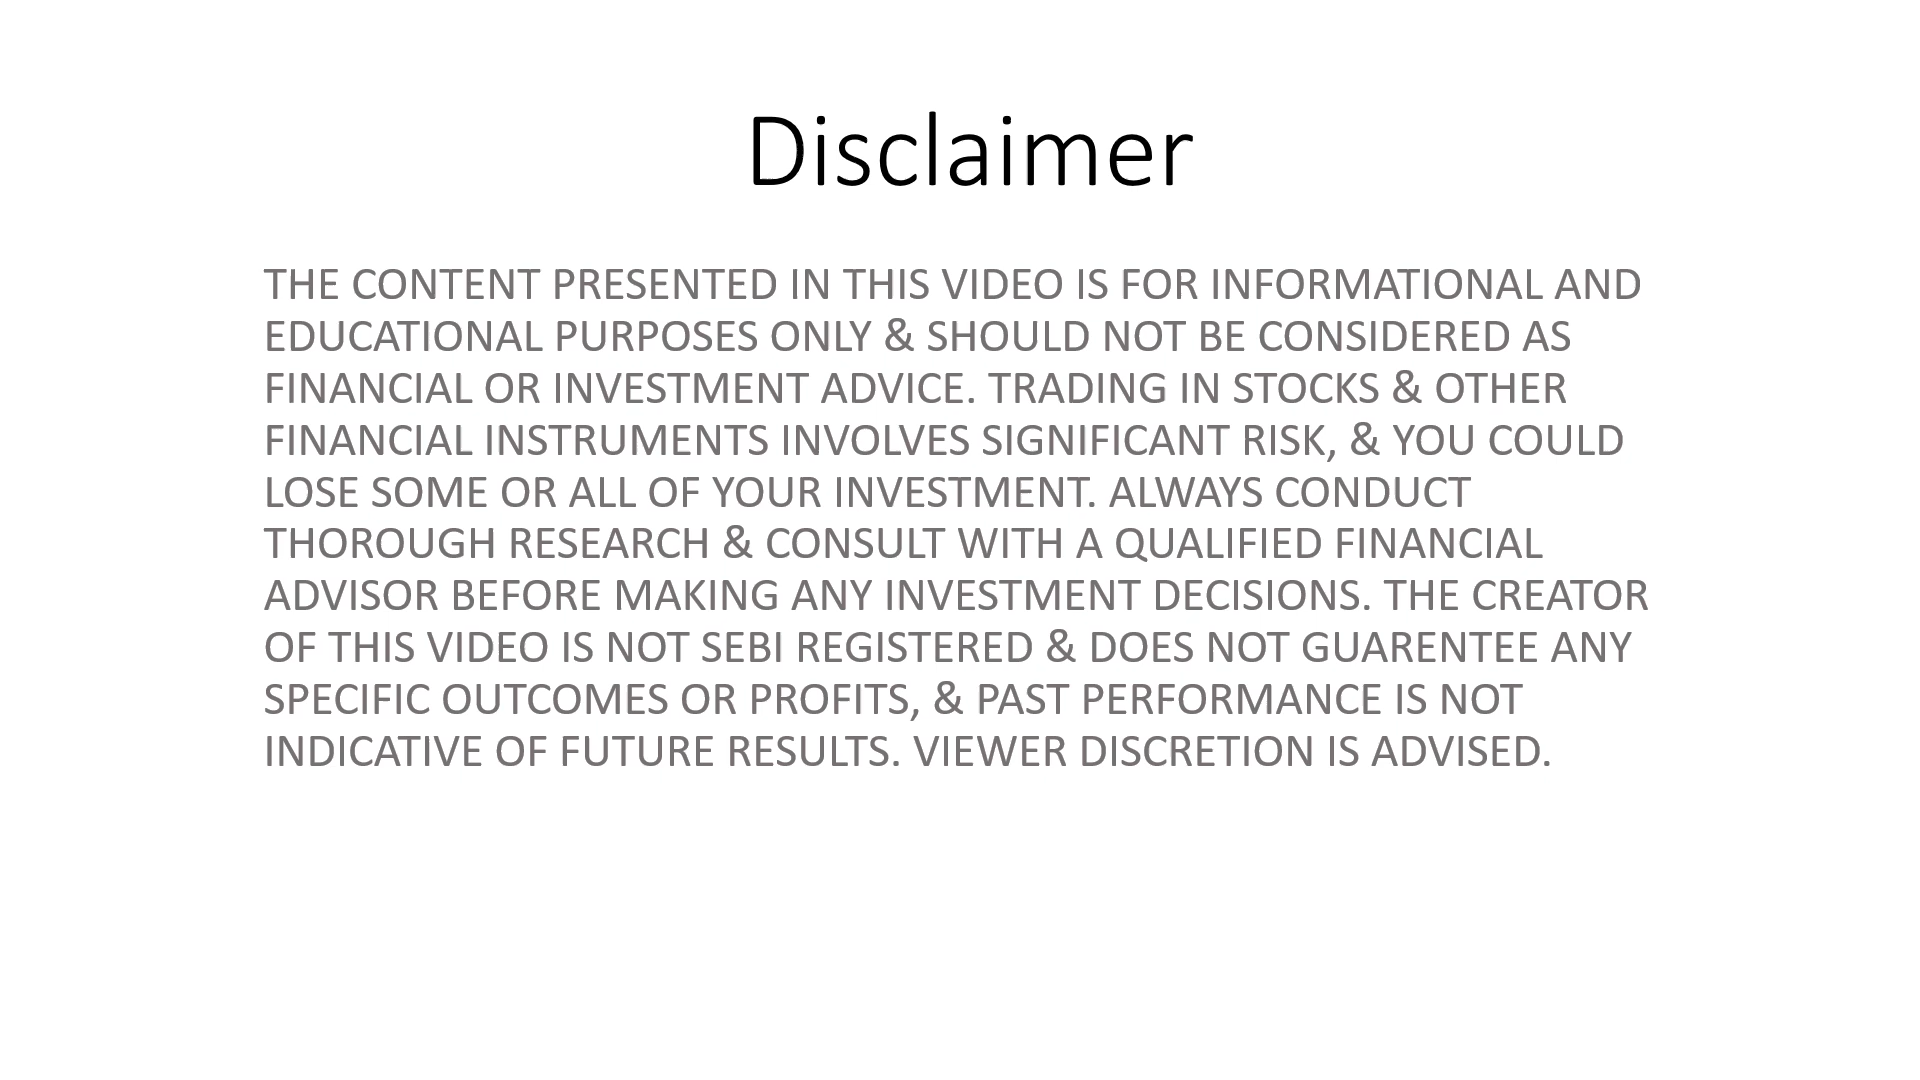 Disclaimer
THE CONTENT PRESENTED IN THIS VIDEO IS FOR INFORMATIONAL AND
EDUCATIONAL PURPOSES ONLY & SHOULD NOT BE CONSIDERED AS
FINANCIAL OR INVESTMENT ADVICE. TRADING IN STOCKS & OTHER
FINANCIAL INSTRUMENTS INVOLVES SIGNIFICANT RISK, & YOU COULD
LOSE SOME OR ALL OF YOUR INVESTMENT. ALWAYS CONDUCT
THOROUGH RESEARCH & CONSULT WITH A QUALIFIED FINANCIAL
ADVISOR BEFORE MAKING ANY INVESTMENT DECISIONS. THE CREATOR
OF THIS VIDEO IS NOT SEBI REGISTERED & DOES NOT GUARENTEE ANY
SPECIFIC OUTCOMES OR PROFITS, & PAST PERFORMANCE IS NOT
INDICATIVE OF FUTURE RESULTS. VIEWER DISCRETION IS ADVISED.